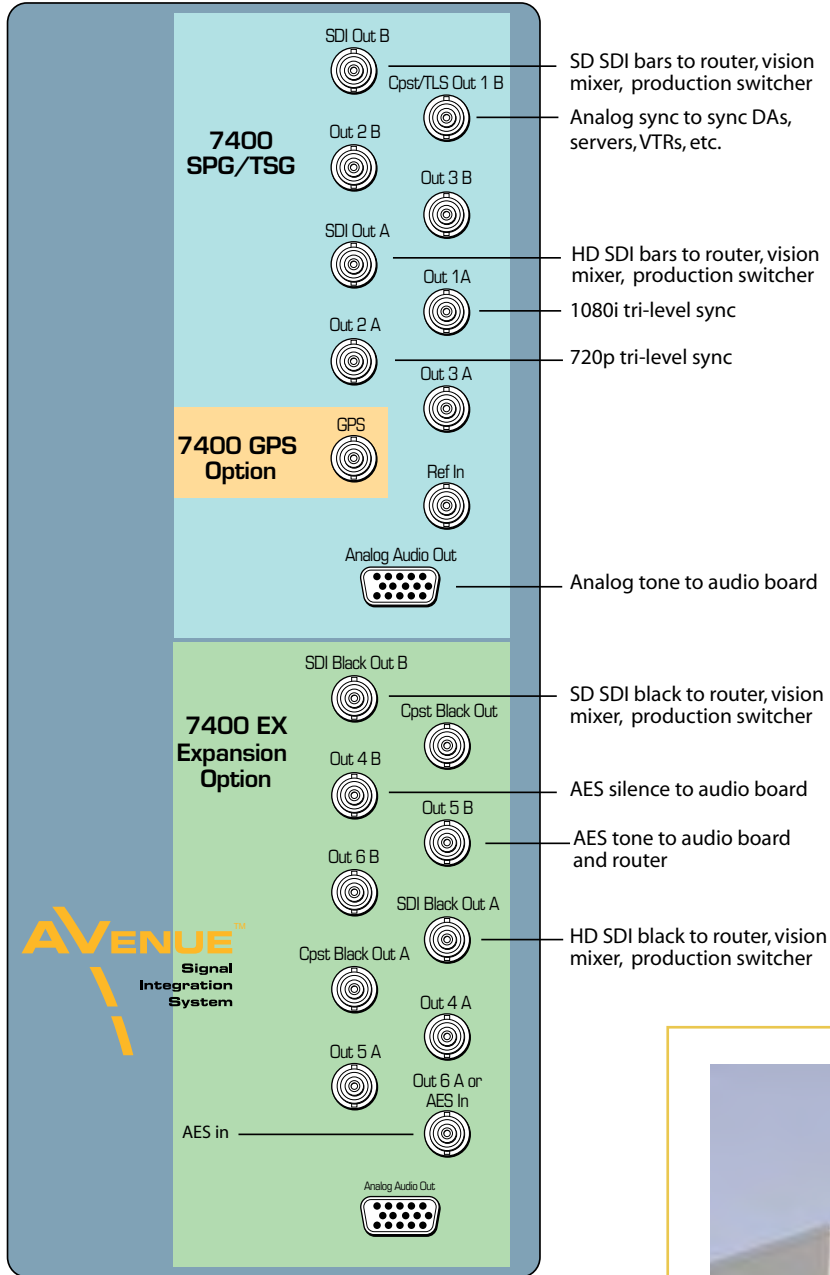 SDI Out B
SD SDI bars to router, vision
mixer, production switcher
Cpst/TLS Out 1 B
Analog sync to sync DAs,
servers, VTRs, etc.
7400
SPG/TSG
Out 2 B
Out 3 B
SDI Out A
HD SDI bars to router, vision
mixer, production switcher
Out 1A
1080i tri-level sync
Out 2 A
720p tri-level sync
Out 3 A
7400 GPS
Option
GPS
Ref In
Analog Audio Out
Analog tone to audio board
SDI Black Out B
SD SDI black to router, vision
mixer, production switcher
7400 EX
Expansion
Option
Cpst Black Out
Out 4 B
AES silence to audio board
Out 5 B
AES tone to audio board
and router
Out 6 B
SDI Black Out A
HD SDI black to router, vision
mixer, production switcher
AVENUE™
Signal
Integration
System
Cpst Black Out A
Out 4 A
Out 5 A
Out 6 A or
AES In
AES in
Analog Audio Out